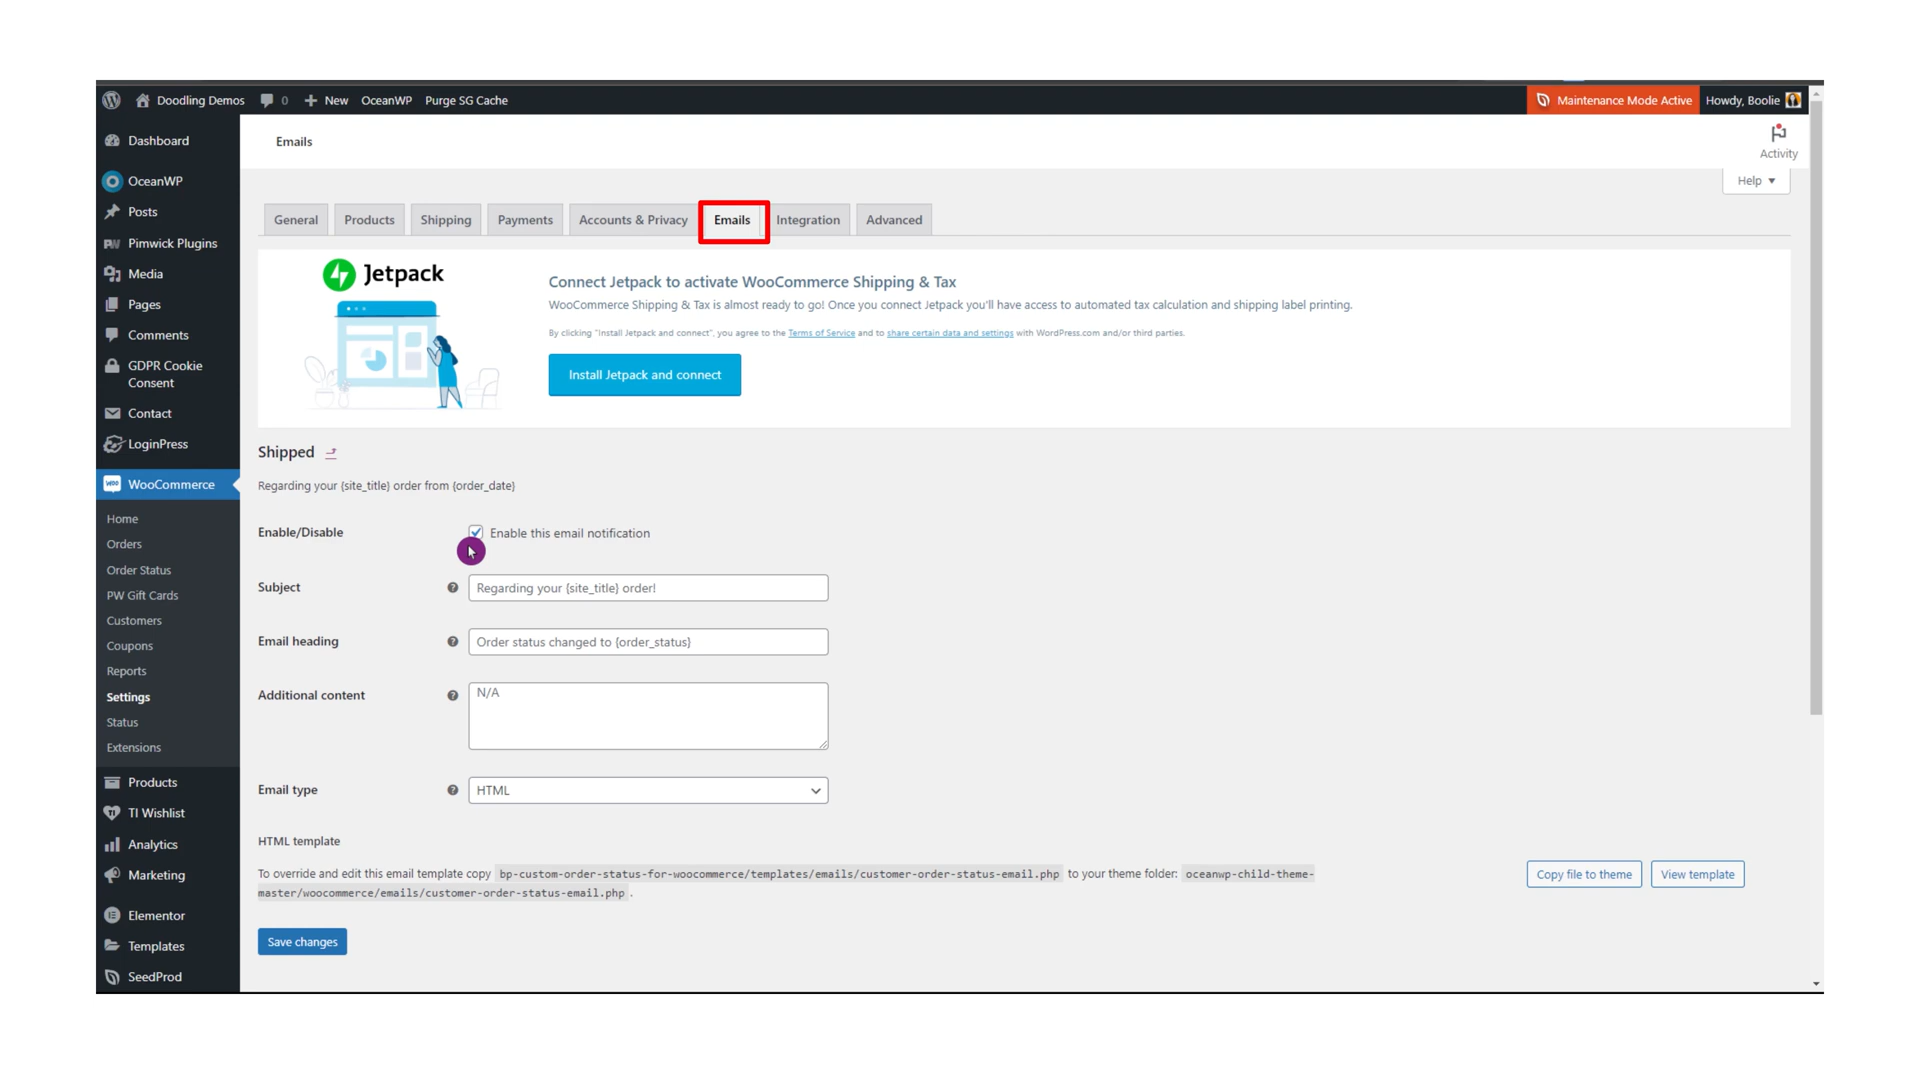 Doodling Demos 0 New OceanWP Purge SG Cache Maintenance Mode Active Howdy, Boolie
Dashboard
OceanWP
Posts
PW Pimwick Plugins
Media
Pages
Comments
GDPR Cookie
Consent
Contact
LoginPress
WooCommerce
Home
Orders
Order Status
PW Gift Cards
Customers
Coupons
Reports
Settings
Status
Extensions
Products
TI Wishlist
Analytics
Marketing
Elementor
Templates
SeedProd
Emails
Activity
Help
General Products Shipping Payments Accounts & Privacy Emails Integration Advanced
Jetpack
Connect Jetpack to activate WooCommerce Shipping & Tax
WooCommerce Shipping & Tax is almost ready to go! Once you connect Jetpack you'll have access to automated tax calculation and shipping label printing.
By clicking "Install Jetpack and connect", you agree to the Terms of Service and to share certain data and settings with WordPress.com and/or third parties.
Install Jetpack and connect
Shipped
Regarding your {site_title} order from {order_date}
Enable/Disable Enable this email notification
Subject Regarding your {site_title} order!
Email heading Order status changed to {order_status}
Additional content N/A
Email type HTML
HTML template
To override and edit this email template copy bp-custom-order-status-for-woocommerce/templates/emails/customer-order-status-email.php to your theme folder: oceanwp-child-theme-
master/woocommerce/emails/customer-order-status-email.php .
Copy file to theme View template
Save changes